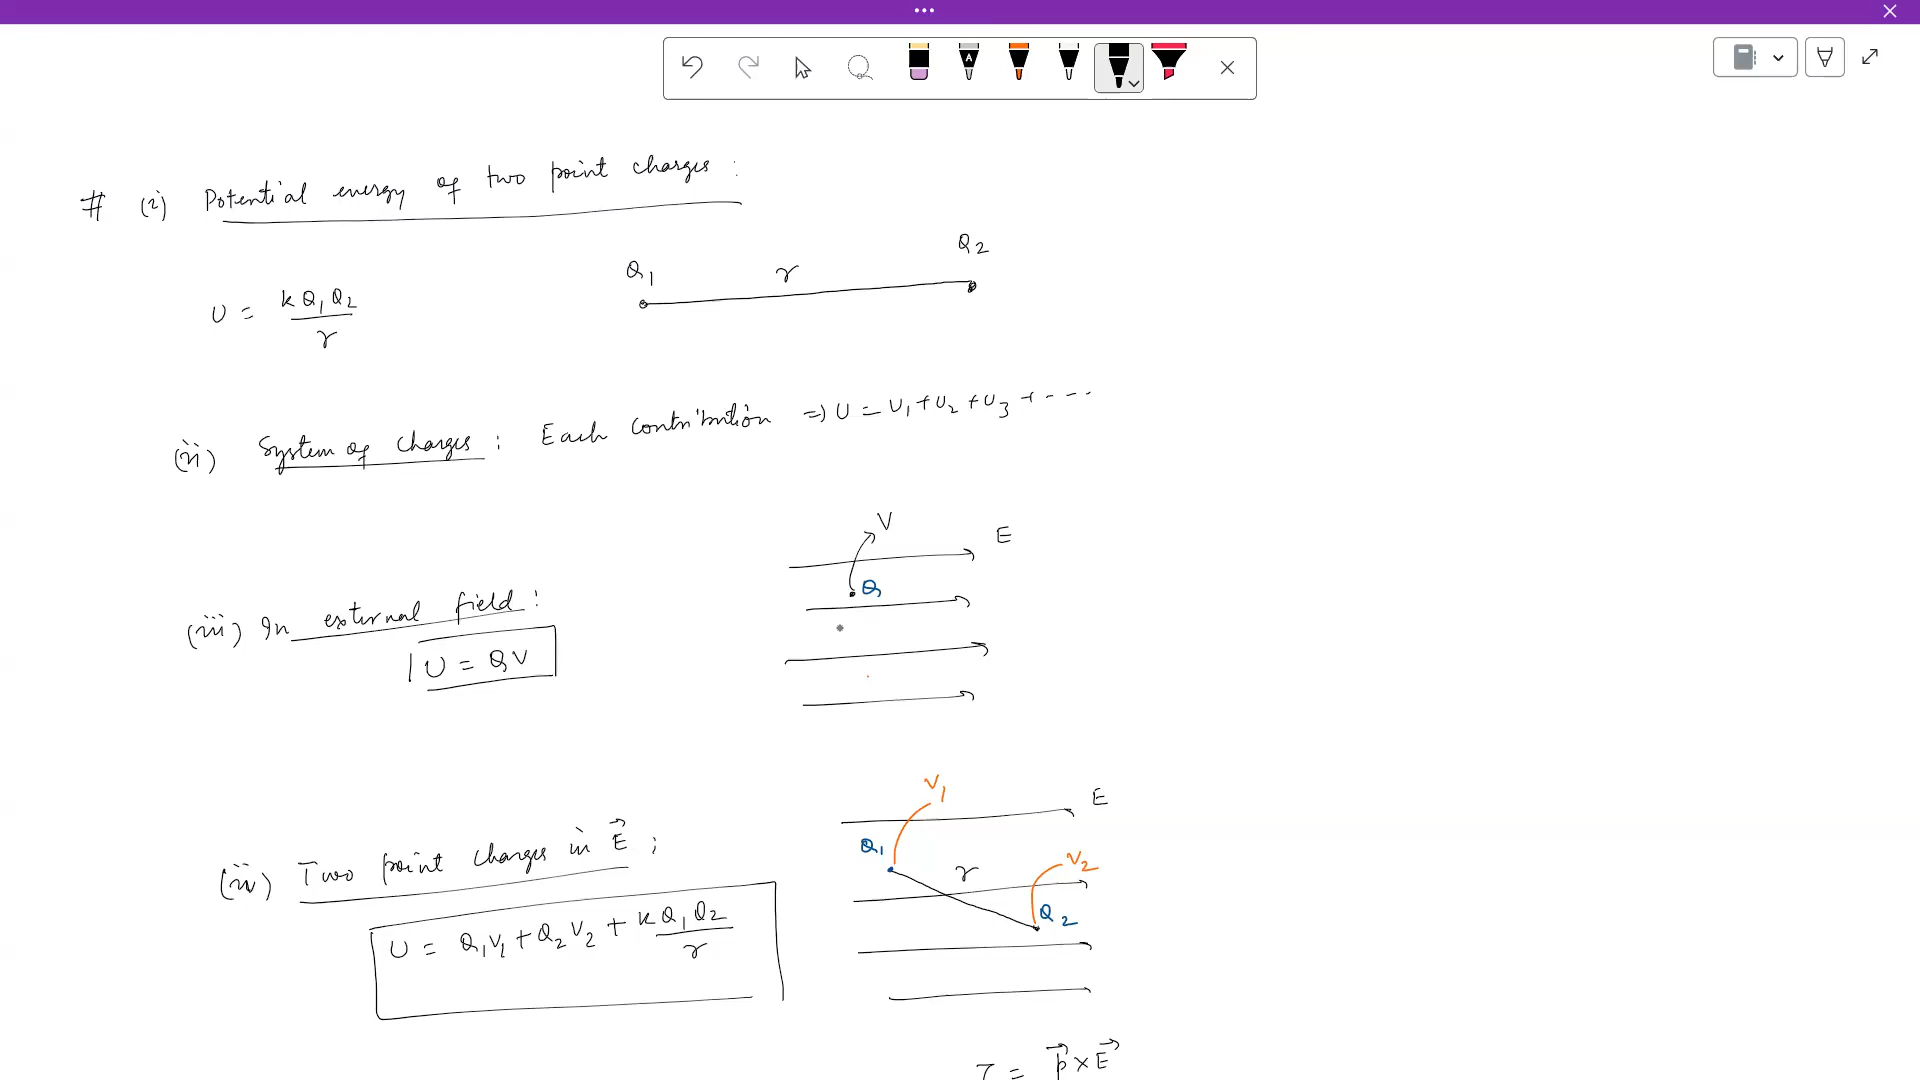 # (i) Potential energy of two point charges :
Q₁ r Q₂
U = kQ₁Q₂/r
(ii) System of charges : Each contribution => U = U₁ + U₂ + U₃ + ----
V E
Q
(iii) In external field :
U = QV
V₁ E
Q₁ r V₂
Q₂
(iv) Two point charges in E⃗ ;
U = Q₁V₁ + Q₂V₂ + kQ₁Q₂/r
τ = p⃗ × E⃗